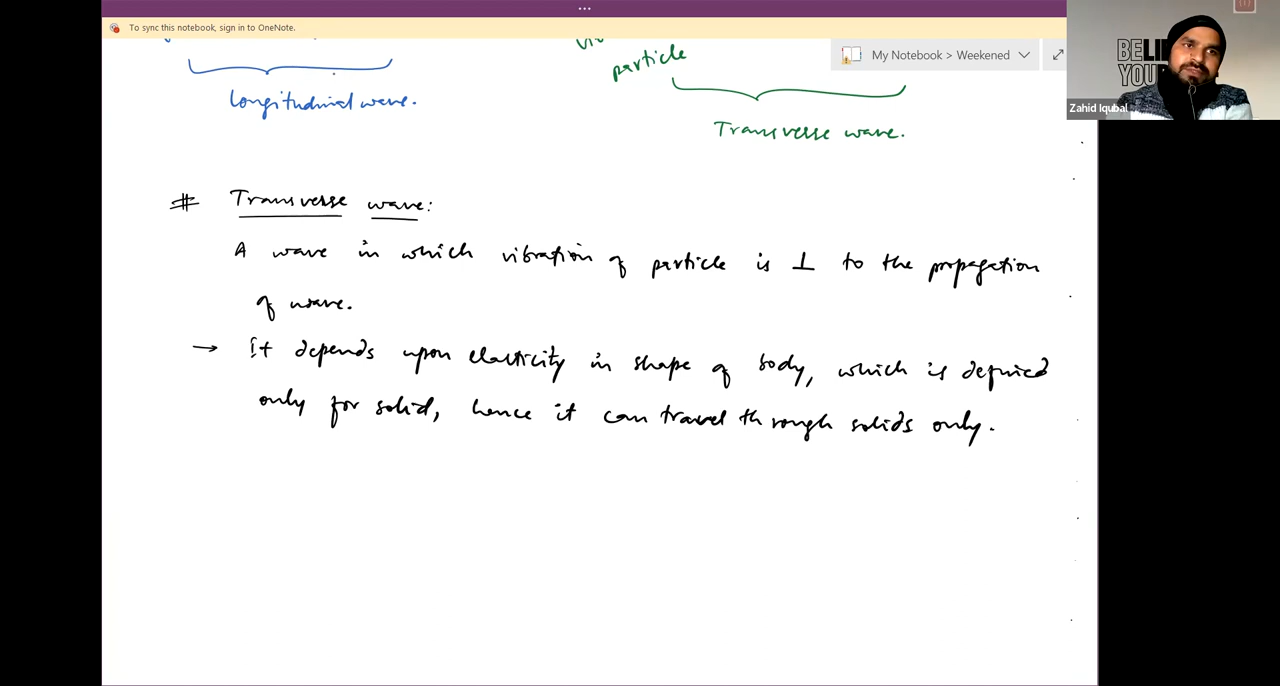 To sync this notebook, sign in to OneNote.
My Notebook > Weekened
particle
longitudinal wave.
Transverse wave.
Zahid Iqubal
# Transverse wave:
A wave in which vibration of particle is ⊥ to the propagation
of wave.
→ It depends upon elasticity in shape of body, which is defined
only for solid, hence it can travel through solids only.